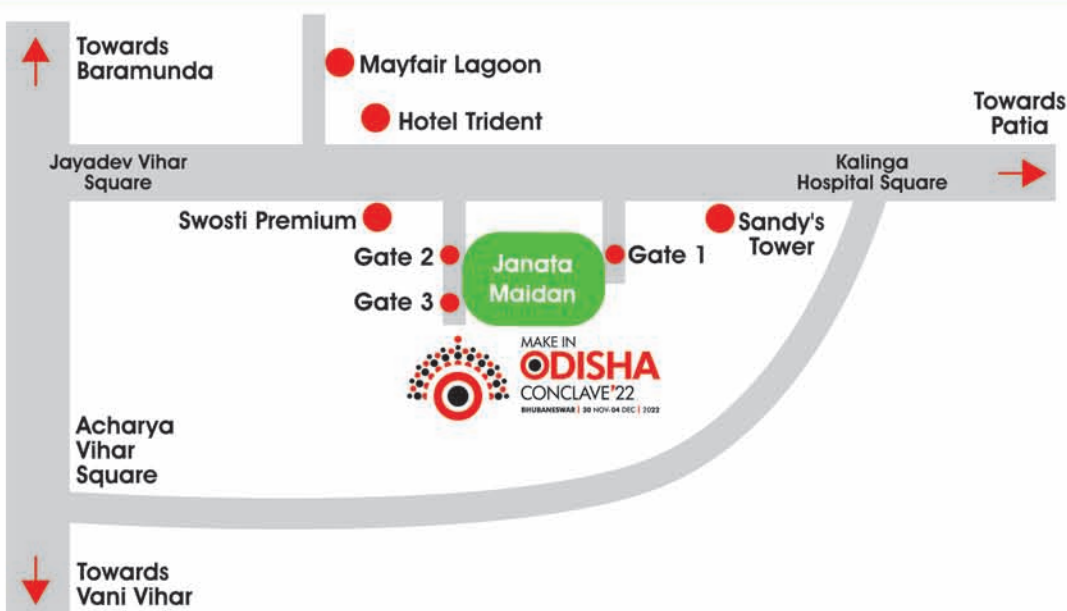 Towards
Baramunda
Mayfair Lagoon
Hotel Trident
Towards
Patia
Jayadev Vihar
Square
Kalinga
Hospital Square
Swosti Premium
Sandy's
Tower
Gate 2
Janata
Maidan
Gate 1
Gate 3
MAKE IN
ODISHA
CONCLAVE'22
BHUBANESWAR | 30 NOV-04 DEC | 2022
Acharya
Vihar
Square
Towards
Vani Vihar